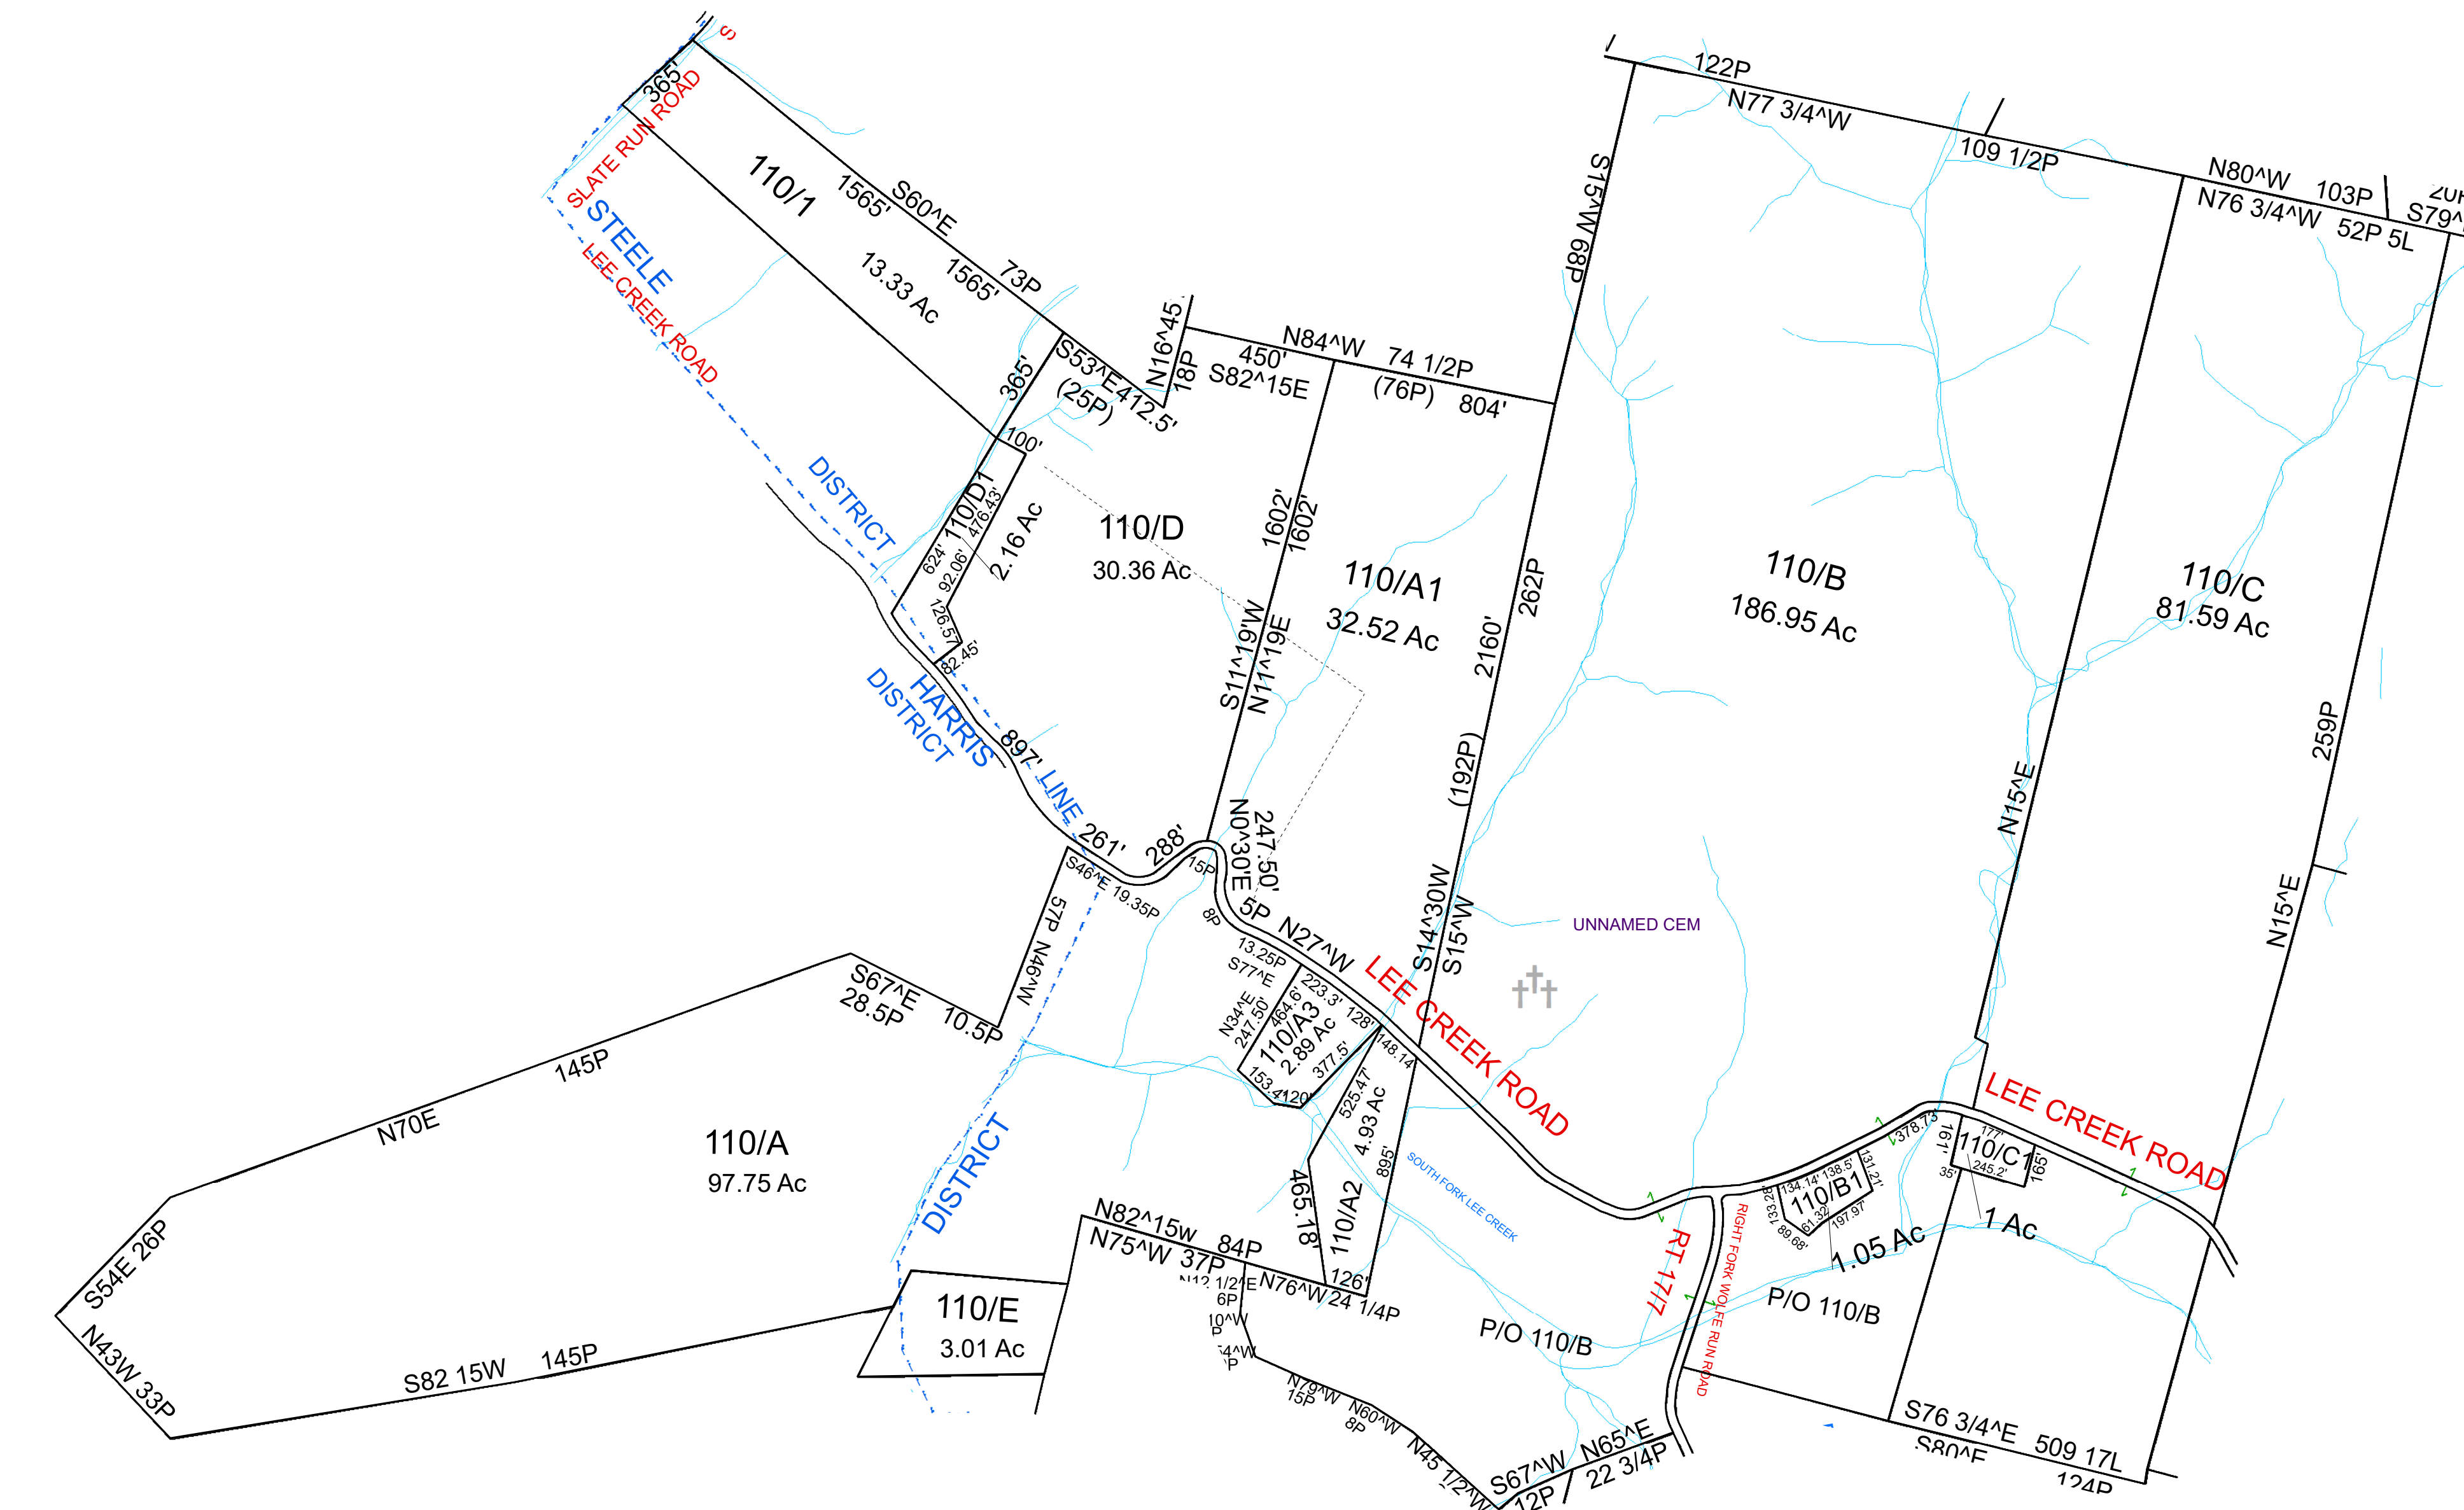 S
365'
SLATE RUN ROAD
STEELE
LEE CREEK ROAD
110/1
13.33 Ac
1565'
S60^E
1565'
73P
365'
S53^E412.5'
(25P)
N16^45
18P
100'
450'
S82^15E
N84^W 74 1/2P
(76P) 804'
S15^W 68P
122P
N77 3/4^W
109 1/2P
N80^W 103P
N76 3/4^W 52P 5L
S79^
DISTRICT
110/D1
476.43'
624'
92.06'
126.57'
82.45'
2.16 Ac
110/D
30.36 Ac
1602'
1602'
110/A1
32.52 Ac
262P
2160'
(192P)
110/B
186.95 Ac
110/C
81.59 Ac
S11^19'W
N11^19E
259P
HARRIS
DISTRICT
897'
LINE
261'
288'
15P
S46^E 19.35P
N0^30'E
247.50'
8P
5P
N27^W
13.25P
S77^E
S14^30W
S15^W
UNNAMED CEM
N15^E
N15^E
LEE CREEK ROAD
57P N46^W
S67^E
28.5P
10.5P
145P
N70E
N34^E
247.50'
464.6'
223.3'
128'
148.14'
110/A3
2.89 Ac
377.5'
153.4'
120'
525.47'
4.93 Ac
895'
110/A2
465.18'
126'
SOUTH FORK LEE CREEK
110/A
97.75 Ac
DISTRICT
S54E 26P
N43W 33P
S82 15W 145P
110/E
3.01 Ac
N82^15w 84P
N75^W 37P
N76^W 24 1/4P
1/2^E
6P
10^W
P
4^W
P
N79^W
15P
N60^W
8P
N45 1/2^W
S67^W
12P
N65^E
22 3/4P
P/O 110/B
RT 17/7
RIGHT FORK WOLFE RUN ROAD
134.14'
138.5'
131.21'
133.28'
110/B1
61.32'
197.97'
89.68'
1.05 Ac
P/O 110/B
378.73'
161'
177'
110/C1
245.2'
165'
35'
1 Ac
LEE CREEK ROAD
S76 3/4^E 509 17L
S80^E
124P